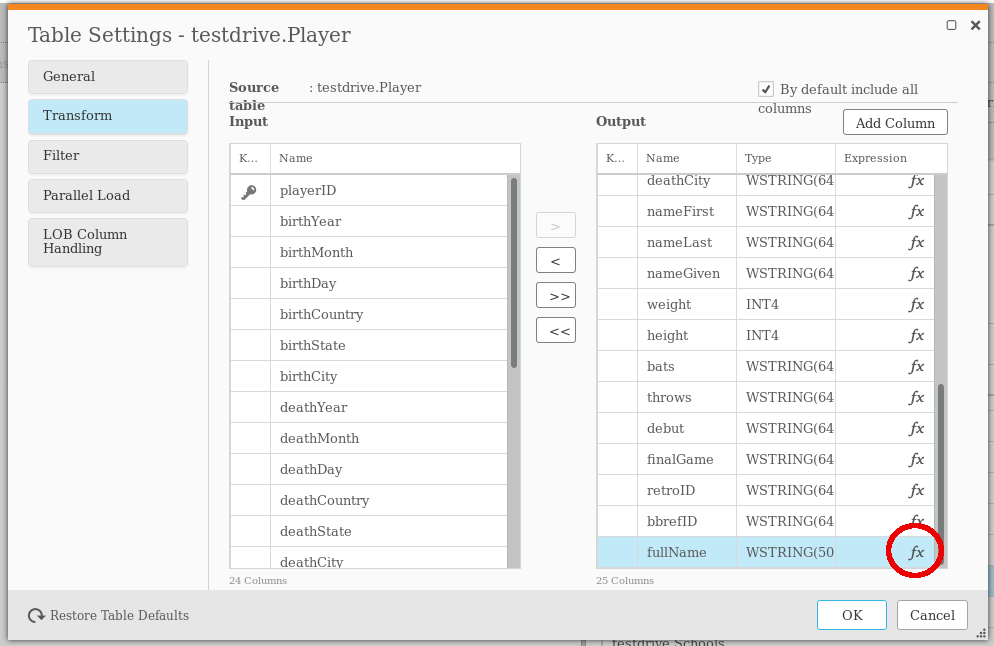 Table Settings - testdrive.Player
General
Transform
Filter
Parallel Load
LOB Column
Handling
Source
table
: testdrive.Player
By default include all
columns
Input
K... Name
playerID
birthYear
birthMonth
birthDay
birthCountry
birthState
birthCity
deathYear
deathMonth
deathDay
deathCountry
deathState
deathCity
24 Columns
>
<
>>
<<
Output
Add Column
K... Name Type Expression
deathCity WSTRING(64 fx
nameFirst WSTRING(64 fx
nameLast WSTRING(64 fx
nameGiven WSTRING(64 fx
weight INT4 fx
height INT4 fx
bats WSTRING(64 fx
throws WSTRING(64 fx
debut WSTRING(64 fx
finalGame WSTRING(64 fx
retroID WSTRING(64 fx
bbrefID WSTRING(64 fx
fullName WSTRING(50 fx
25 Columns
Restore Table Defaults
OK
Cancel
testdrive.Schools